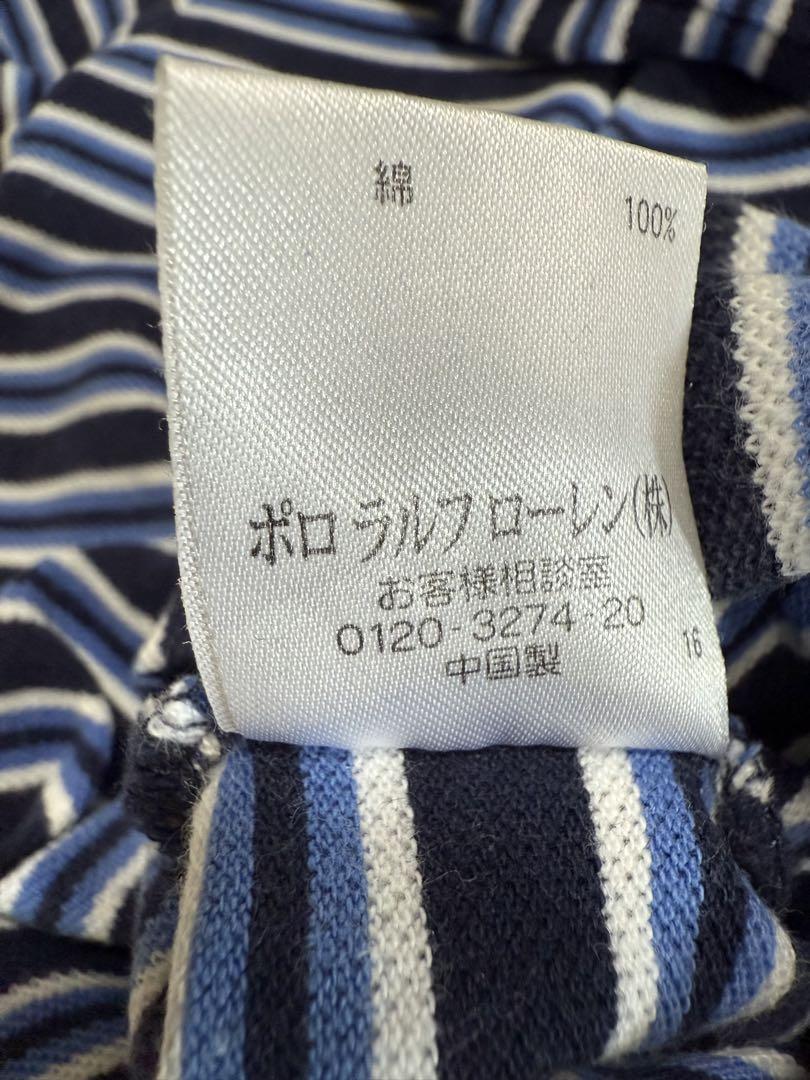 綿 100%
ポロ ラルフ ローレン(株)
お客様相談室
0120-3274-20
中国製 16